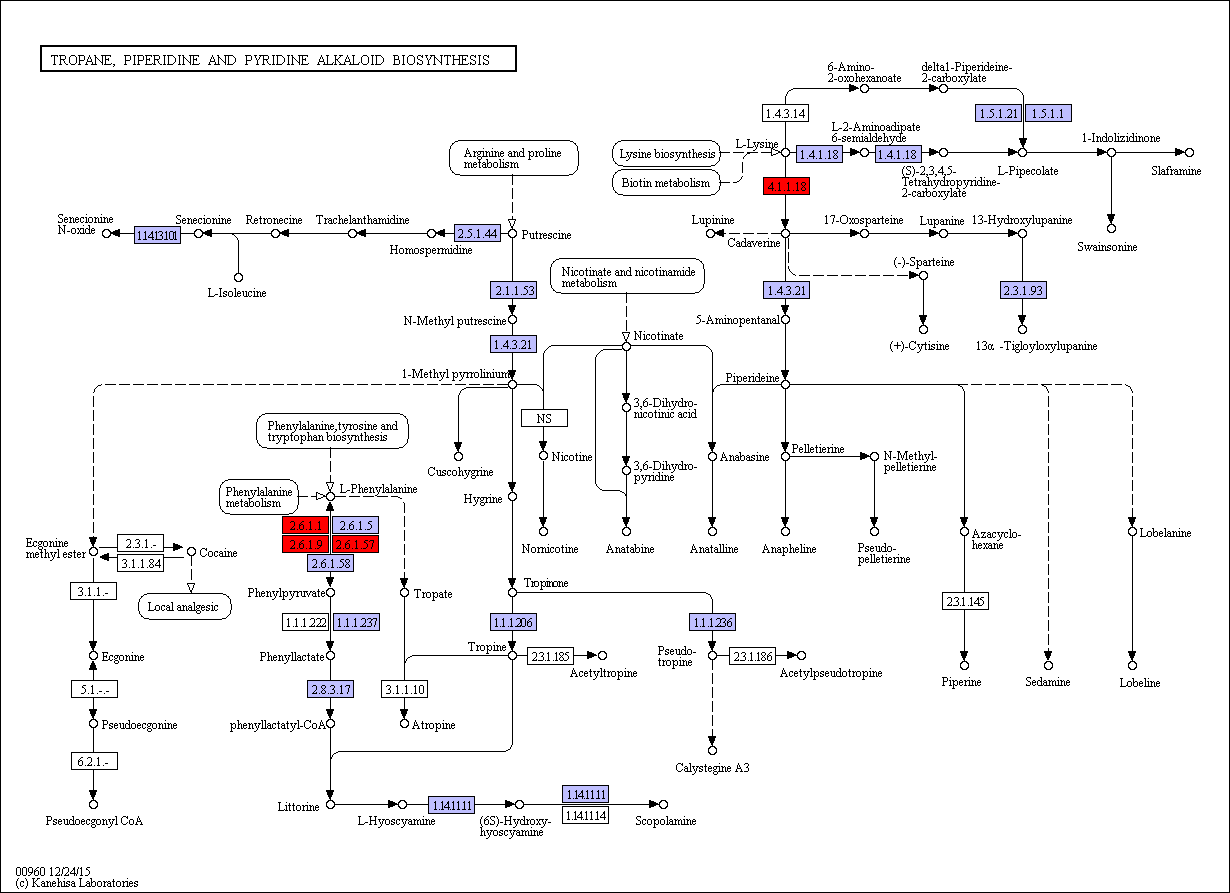 TROPANE, PIPERIDINE AND PYRIDINE ALKALOID BIOSYNTHESIS
6-Amino-
2-oxohexanoate
delta1-Piperideine-
2-carboxylate
1.4.3.14
1.5.1.21
1.5.1.1
L-2-Aminoadipate
6-semialdehyde
1-Indolizidinone
Arginine and proline
metabolism
Lysine biosynthesis
L-Lysine
1.4.1.18
1.4.1.18
L-Pipecolate
Slaframine
Biotin metabolism
4.1.1.18
(S)-2,3,4,5-
Tetrahydropyridine-
2-carboxylate
Senecionine
N-oxide
11413101
Senecionine
Retronecine
Trachelanthamidine
Homospermidine
2.5.1.44
Putrescine
Lupinine
Cadaverine
17-Oxosparteine
Lupanine
13-Hydroxylupanine
Swainsonine
L-Isoleucine
Nicotinate and nicotinamide
metabolism
(-)-Sparteine
2.1.1.53
1.4.3.21
2.3.1.93
N-Methyl putrescine
5-Aminopentanal
1.4.3.21
Nicotinate
(+)-Cytisine
13α -Tigloyloxylupanine
1-Methyl pyrrolinium
Piperideine
NS
3,6-Dihydro-
nicotinic acid
Phenylalanine,tyrosine and
tryptophan biosynthesis
Cuscohygrine
Nicotine
3,6-Dihydro-
pyridine
Anabasine
Pelletierine
N-Methyl-
pelletierine
Phenylalanine
metabolism
L-Phenylalanine
Hygrine
2.6.1.1
2.6.1.5
2.6.1.9
2.6.1.57
2.6.1.58
Nornicotine
Anatabine
Anatalline
Anapheline
Pseudo-
pelletierine
Azacyclo-
hexane
Lobelanine
Ecgonine
methyl ester
2.3.1.-
3.1.1.84
Cocaine
3.1.1.-
Local analgesic
Phenylpyruvate
Tropate
Tropinone
2.3.1.145
1.1.1.222
1.1.1.237
1.1.1.206
1.1.1.236
Ecgonine
Phenyllactate
Tropine
2.3.1.185
Acetyltropine
Pseudo-
tropine
2.3.1.186
Acetylpseudotropine
Piperine
Sedamine
Lobeline
5.1.-.-
2.8.3.17
3.1.1.10
Pseudoecgonine
phenyllactatyl-CoA
Atropine
6.2.1.-
Calystegine A3
Pseudoecgonyl CoA
Littorine
L-Hyoscyamine
1.14.11.11
(6S)-Hydroxy-
hyoscyamine
1.14.11.11
1.14.11.14
Scopolamine
00960 12/24/15
(c) Kanehisa Laboratories